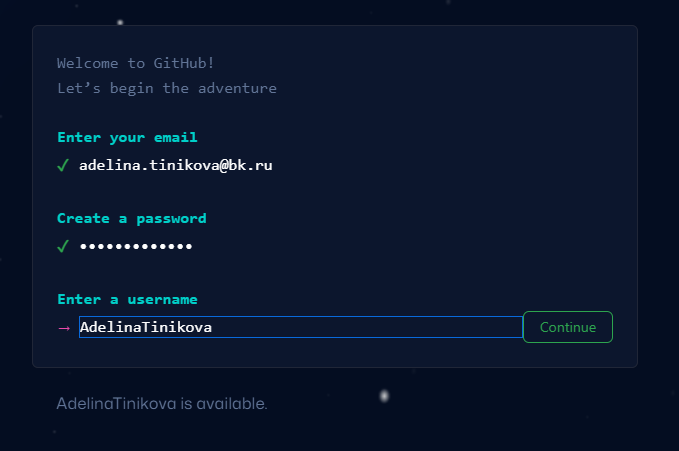 Welcome to GitHub!
Let’s begin the adventure
Enter your email
✓ adelina.tinikova@bk.ru
Create a password
✓ •••••••••••••
Enter a username
→ AdelinaTinikova
Continue
AdelinaTinikova is available.